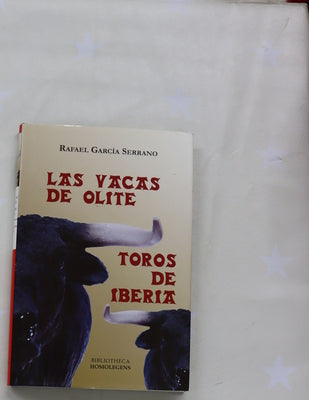 RAFAEL GARCÍA SERRANO
LAS VACAS
DE OLITE
TOROS
DE
IBERIA
BIBLIOTHECA
HOMOLEGENS